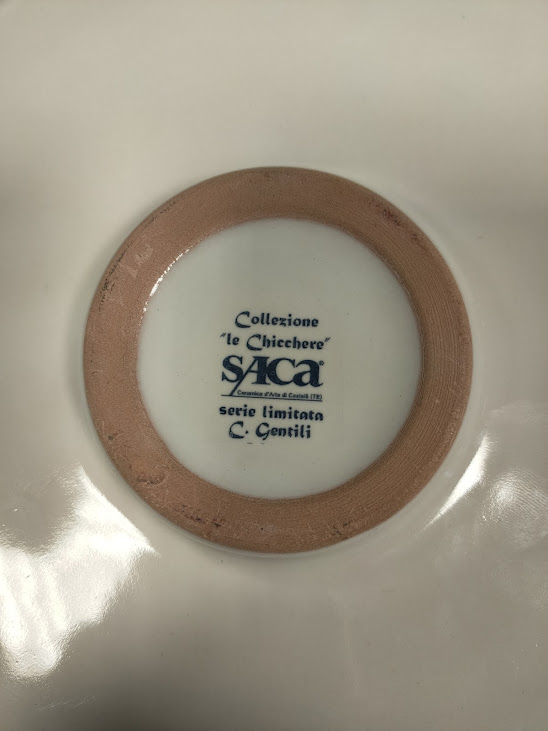 Collezione
"le Chicchere"
SACA®
Ceramica d'Arte di Castelli (TE)
serie limitata
C. Gentili